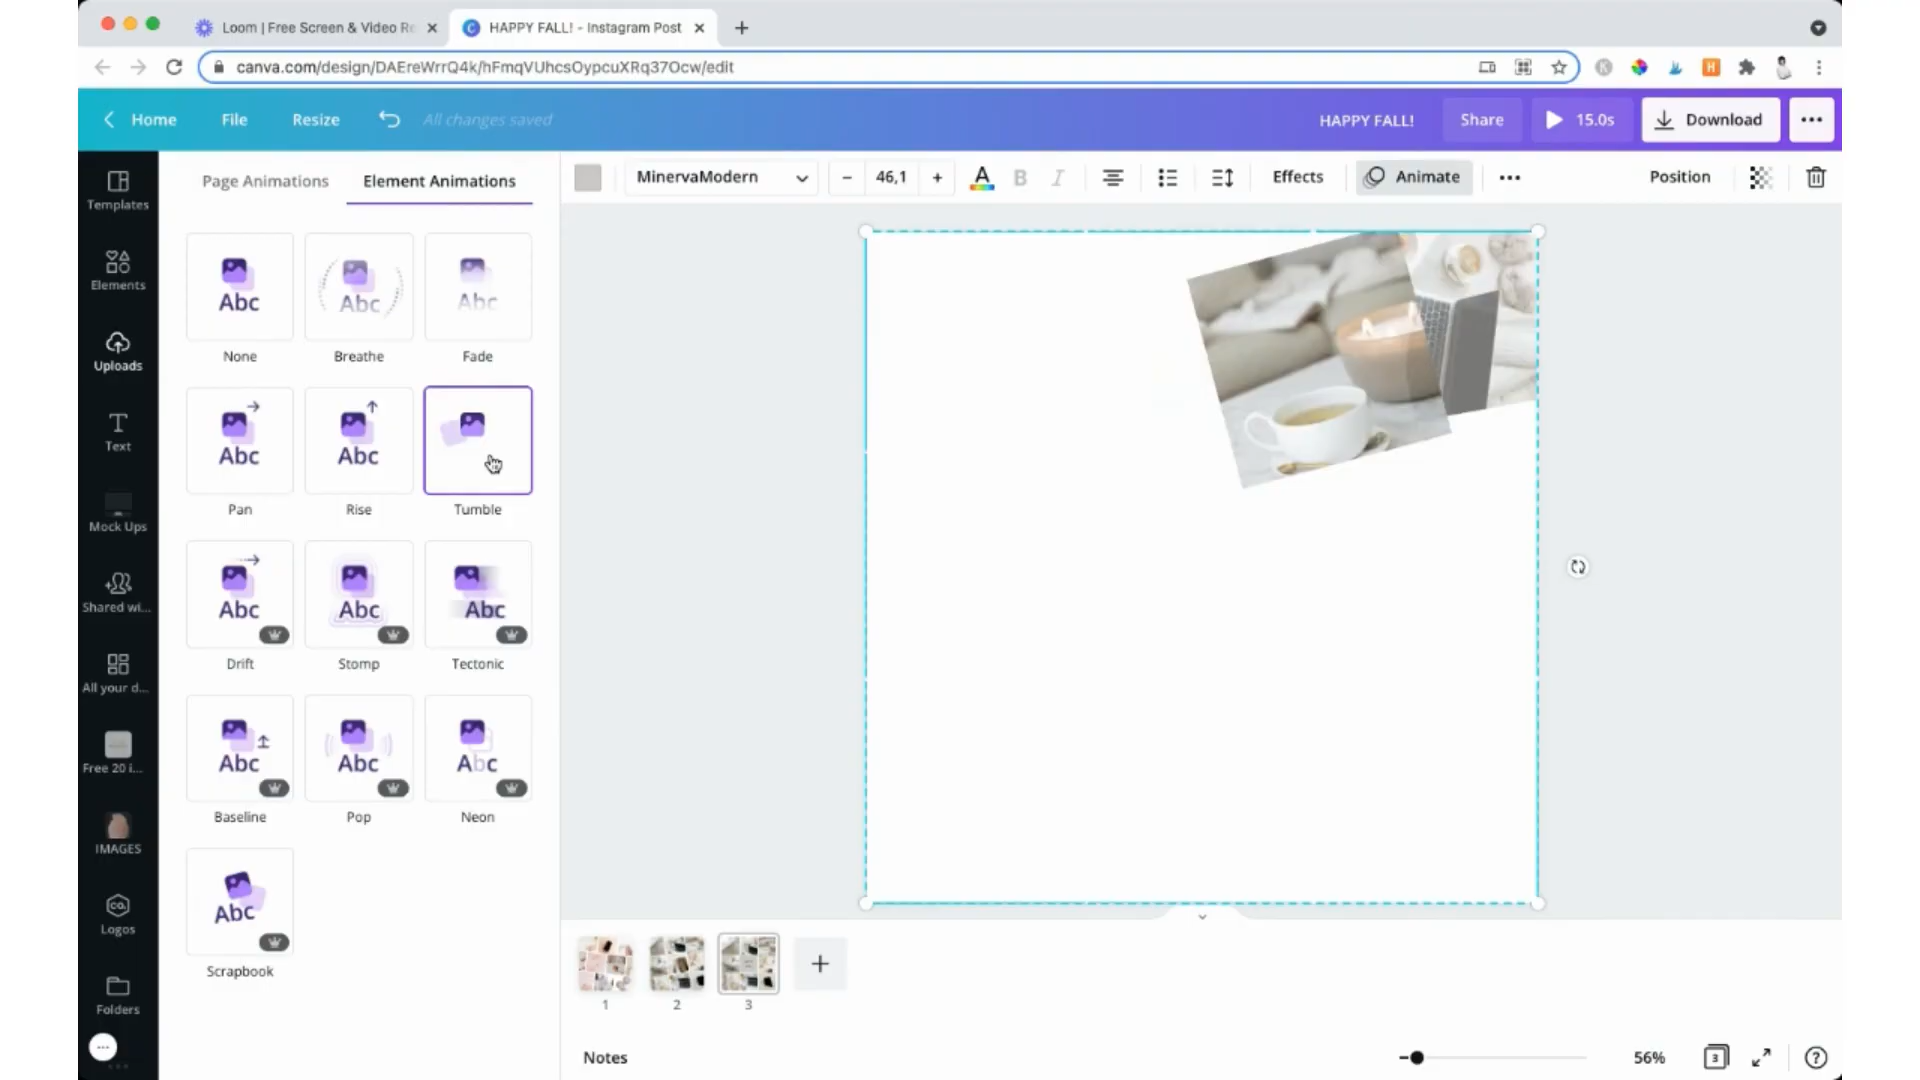 Loom | Free Screen & Video Re
HAPPY FALL! - Instagram Post
canva.com/design/DAEreWrrQ4k/hFmqVUhcsOypcuXRq37Ocw/edit
Home File Resize All changes saved HAPPY FALL! Share 15.0s Download
Page Animations Element Animations
MinervaModern 46,1 A B I Effects Animate Position
Templates
Elements
Uploads
Text
Mock Ups
Shared wi...
All your d...
Free 20 i...
IMAGES
Logos
Folders
Abc Abc Abc
None Breathe Fade
Abc Abc
Pan Rise Tumble
Abc Abc Abc
Drift Stomp Tectonic
Abc Abc Abc
Baseline Pop Neon
Abc
Scrapbook
1 2 3
Notes 56% 3